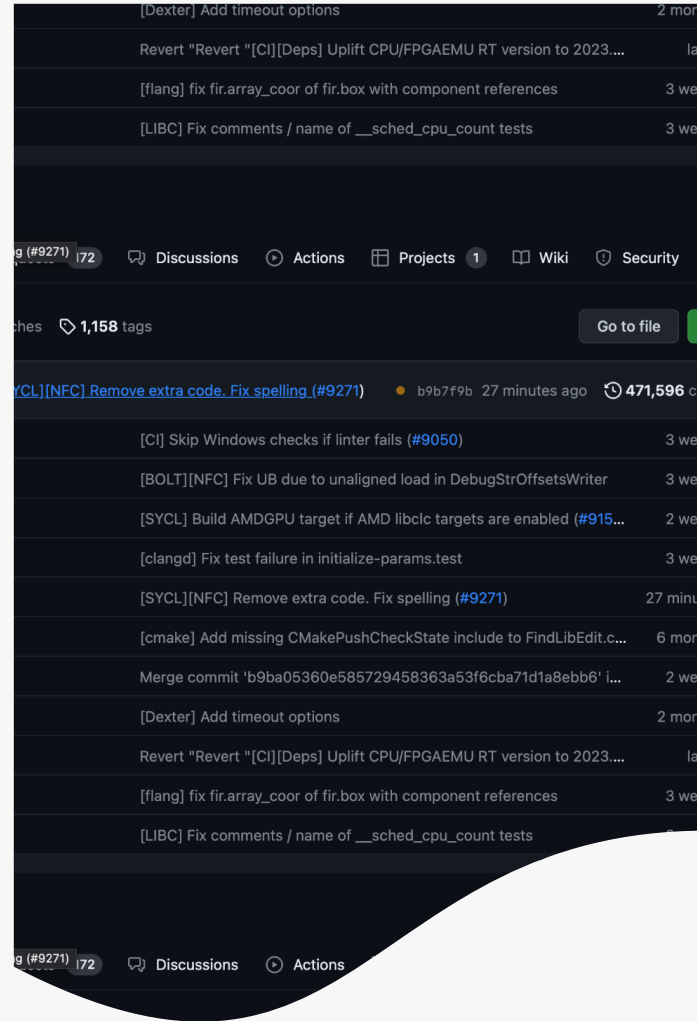 [Dexter] Add timeout options 2 mon
Revert "Revert "[CI][Deps] Uplift CPU/FPGAEMU RT version to 2023.... la
[flang] fix fir.array_coor of fir.box with component references 3 we
[LIBC] Fix comments / name of __sched_cpu_count tests 3 we
g (#9271)
172 Discussions Actions Projects 1 Wiki Security
ches 1,158 tags Go to file
YCL][NFC] Remove extra code. Fix spelling (#9271) b9b7f9b 27 minutes ago 471,596 c
[CI] Skip Windows checks if linter fails (#9050) 3 we
[BOLT][NFC] Fix UB due to unaligned load in DebugStrOffsetsWriter 3 we
[SYCL] Build AMDGPU target if AMD libclc targets are enabled (#915... 2 we
[clangd] Fix test failure in initialize-params.test 3 we
[SYCL][NFC] Remove extra code. Fix spelling (#9271) 27 minu
[cmake] Add missing CMakePushCheckState include to FindLibEdit.c... 6 mon
Merge commit 'b9ba05360e585729458363a53f6cba71d1a8ebb6' i... 2 we
[Dexter] Add timeout options 2 mon
Revert "Revert "[CI][Deps] Uplift CPU/FPGAEMU RT version to 2023.... la
[flang] fix fir.array_coor of fir.box with component references 3 we
[LIBC] Fix comments / name of __sched_cpu_count tests
g (#9271)
172 Discussions Actions